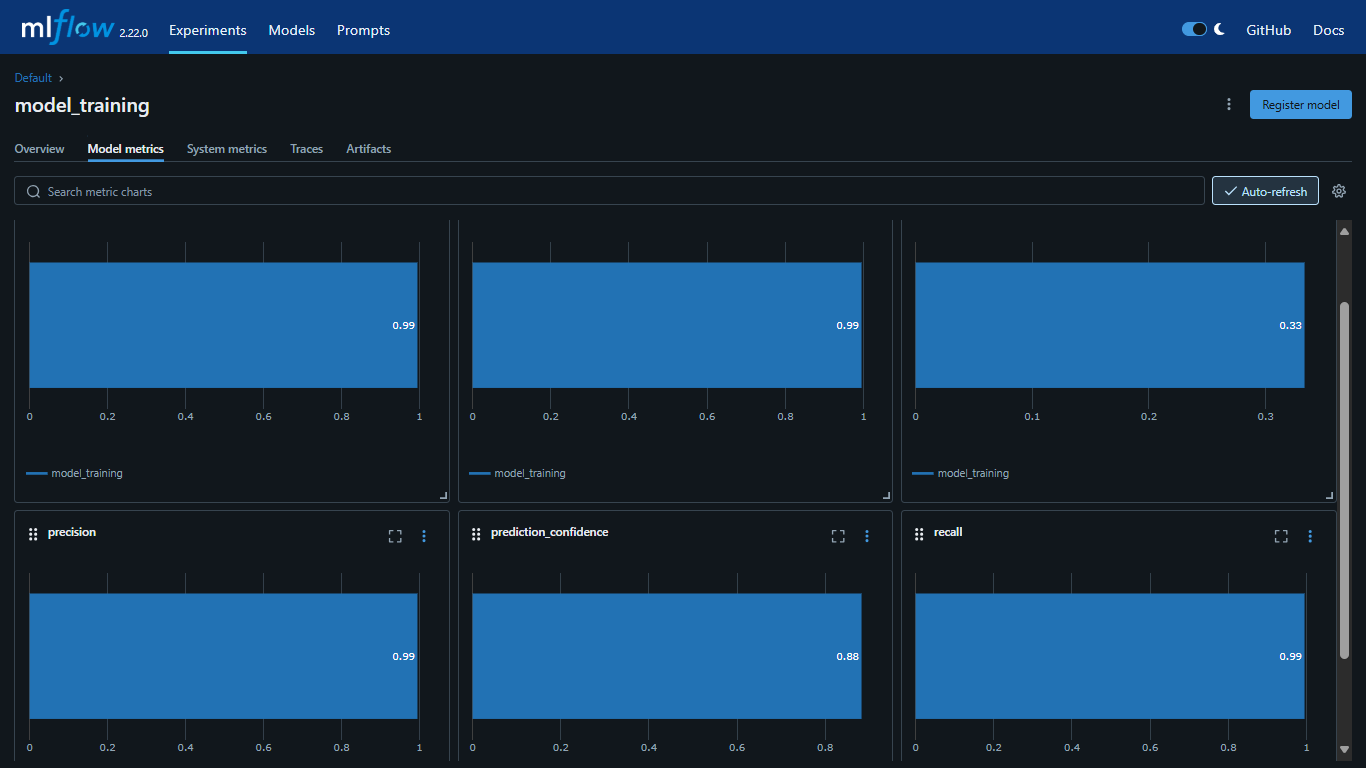 mlflow 2.22.0 Experiments Models Prompts GitHub Docs
Default ›
model_training
Register model
Overview Model metrics System metrics Traces Artifacts
Search metric charts
Auto-refresh
0.99 0.99 0.33
0 0.2 0.4 0.6 0.8 1 0 0.2 0.4 0.6 0.8 1 0 0.1 0.2 0.3
model_training model_training model_training
precision prediction_confidence recall
0.99 0.88 0.99
0 0.2 0.4 0.6 0.8 1 0 0.2 0.4 0.6 0.8 0 0.2 0.4 0.6 0.8 1